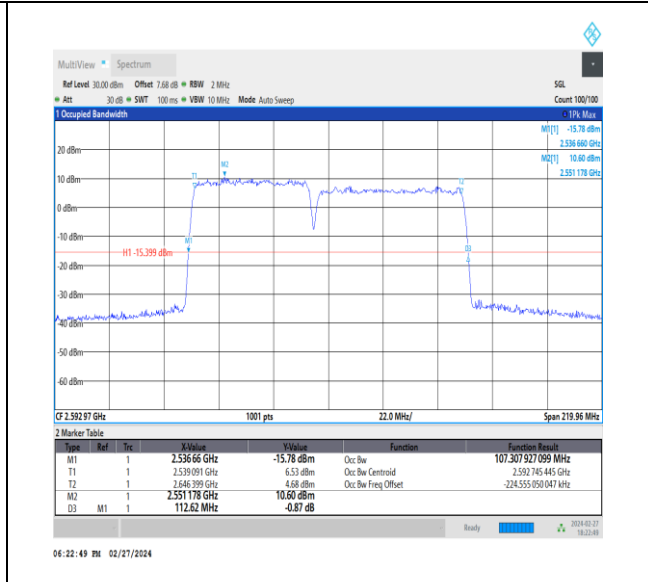 MultiView Spectrum
Ref Level 30.00 dBm Offset 7.68 dB RBW 2 MHz SGL
Att 30 dB SWT 100 ms VBW 10 MHz Mode Auto Sweep Count 100/100
1 Occupied Bandwidth 1Pk Max
M1[1] -15.78 dBm
2.536 660 GHz
M2[1] 10.60 dBm
2.551 178 GHz
20 dBm
10 dBm
0 dBm
-10 dBm
-20 dBm
-30 dBm
-40 dBm
-50 dBm
-60 dBm
T1
M2
T2
M1
H1 -15.399 dBm
D3
CF 2.592 97 GHz 1001 pts 22.0 MHz/ Span 219.96 MHz
2 Marker Table
Type Ref Trc X-Value Y-Value Function Function Result
M1 1 2.536 66 GHz -15.78 dBm Occ Bw 107.307 927 099 MHz
T1 1 2.539 091 GHz 6.53 dBm Occ Bw Centroid 2.592 745 445 GHz
T2 1 2.646 399 GHz 4.68 dBm Occ Bw Freq Offset -224.555 050 047 kHz
M2 1 2.551 178 GHz 10.60 dBm
D3 M1 1 112.62 MHz -0.87 dB
Ready 2024-02-27
18:22:49
06:22:49 PM 02/27/2024